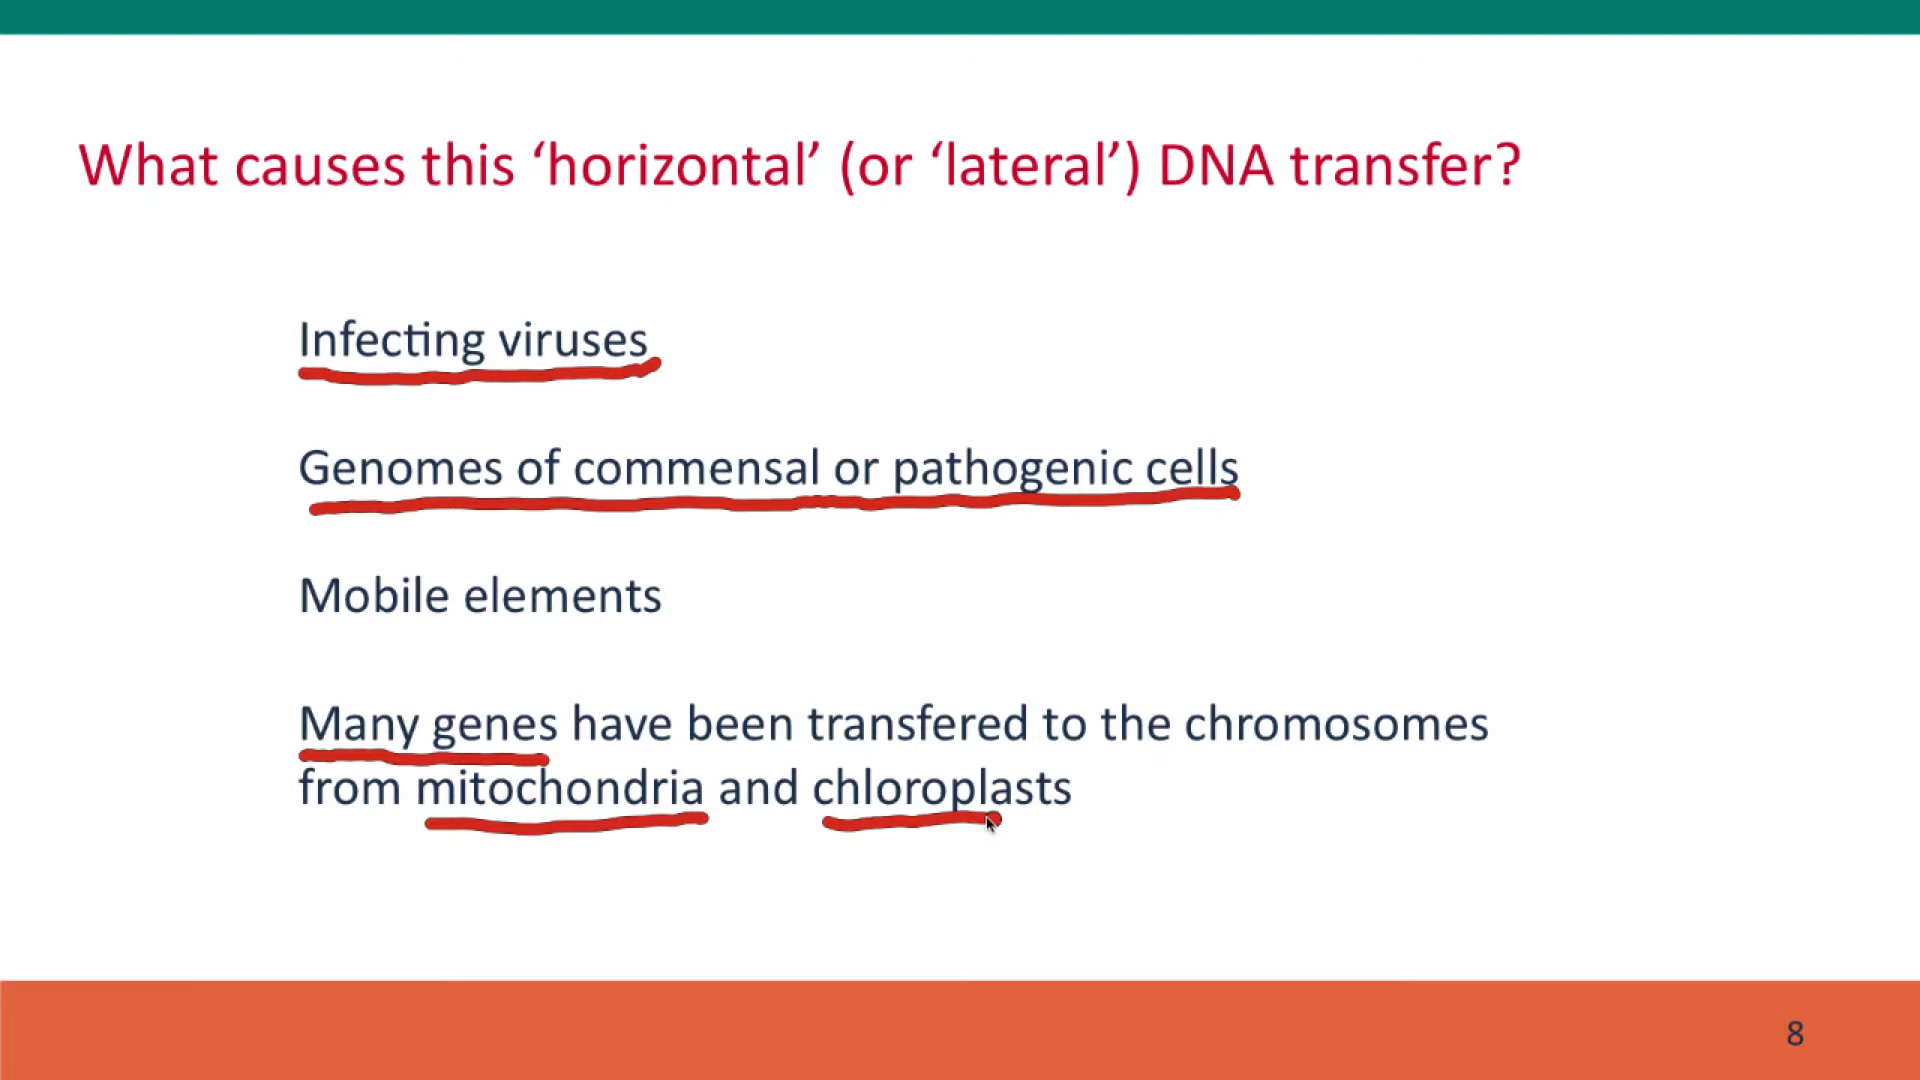 What causes this ‘horizontal’ (or ‘lateral’) DNA transfer?
Infecting viruses
Genomes of commensal or pathogenic cells
Mobile elements
Many genes have been transfered to the chromosomes
from mitochondria and chloroplasts
8